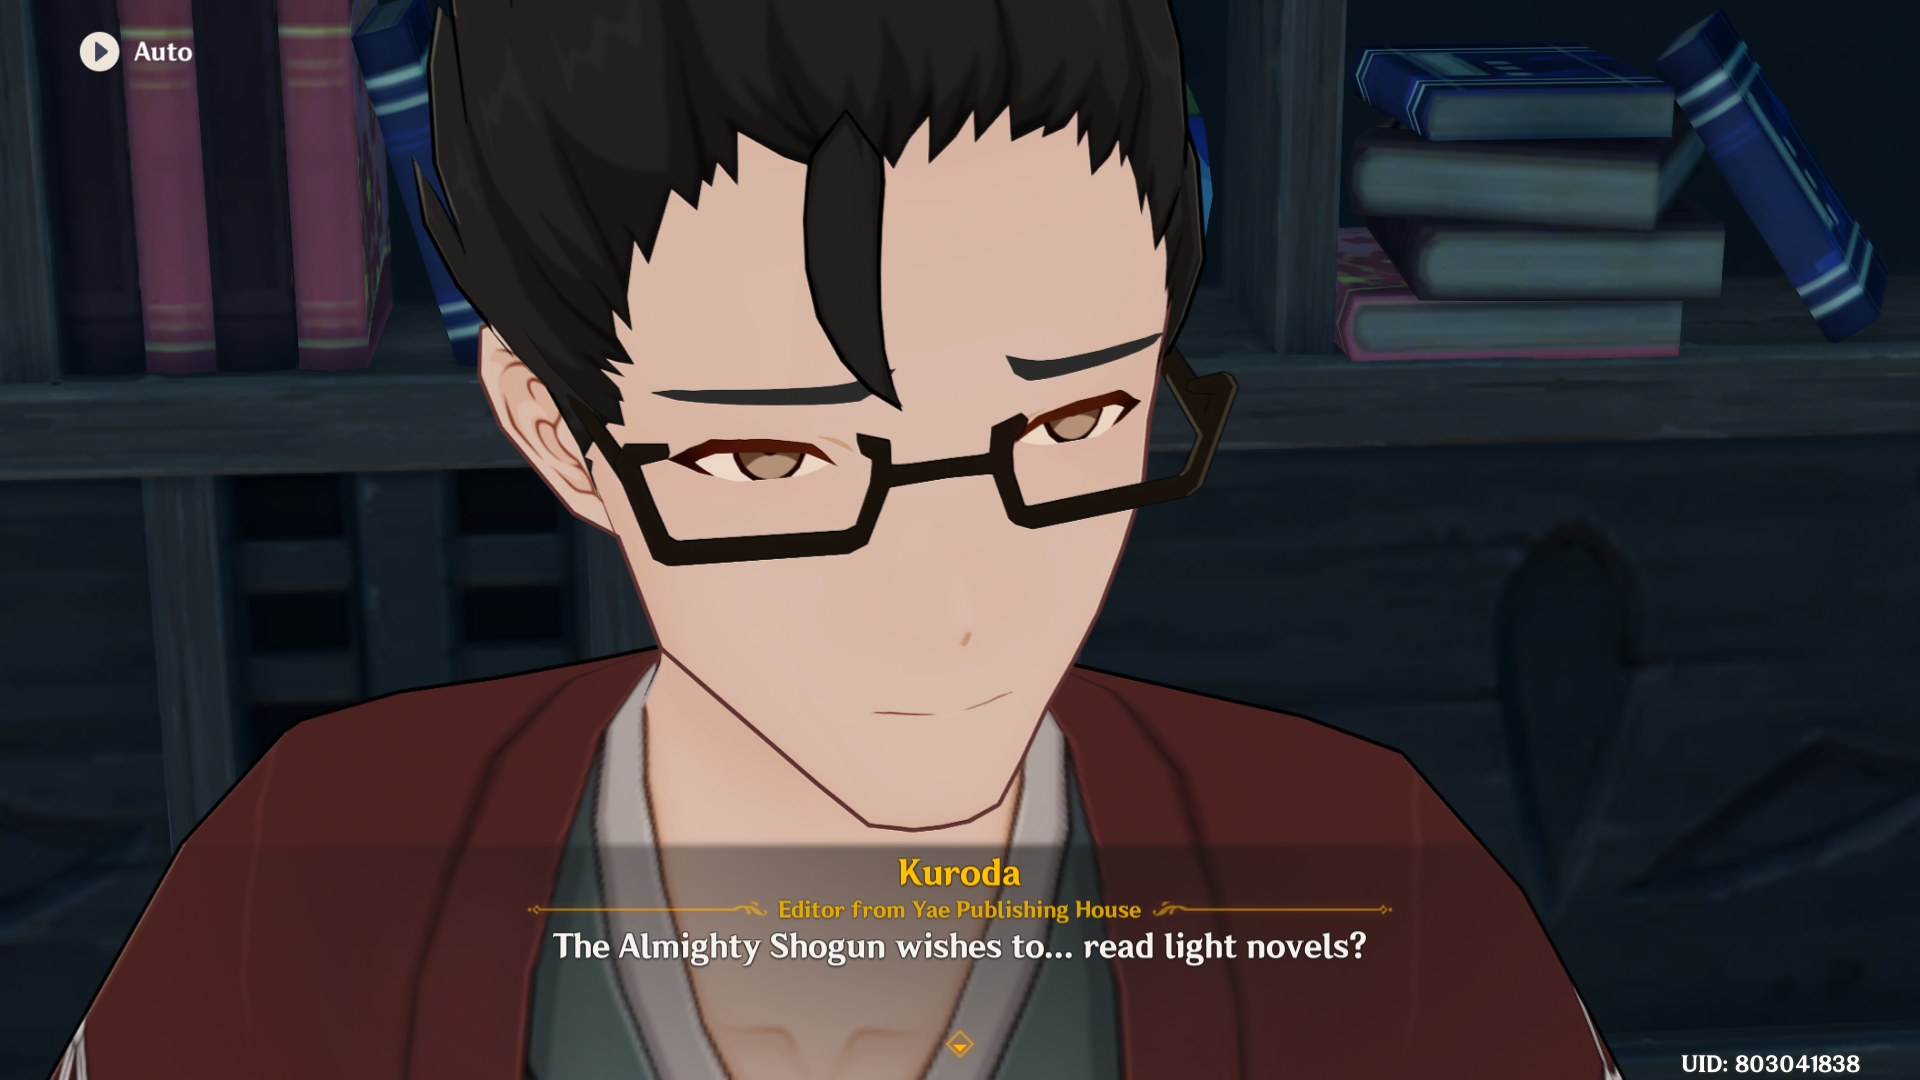 Auto
Kuroda
Editor from Yae Publishing House
The Almighty Shogun wishes to... read light novels?
UID: 803041838